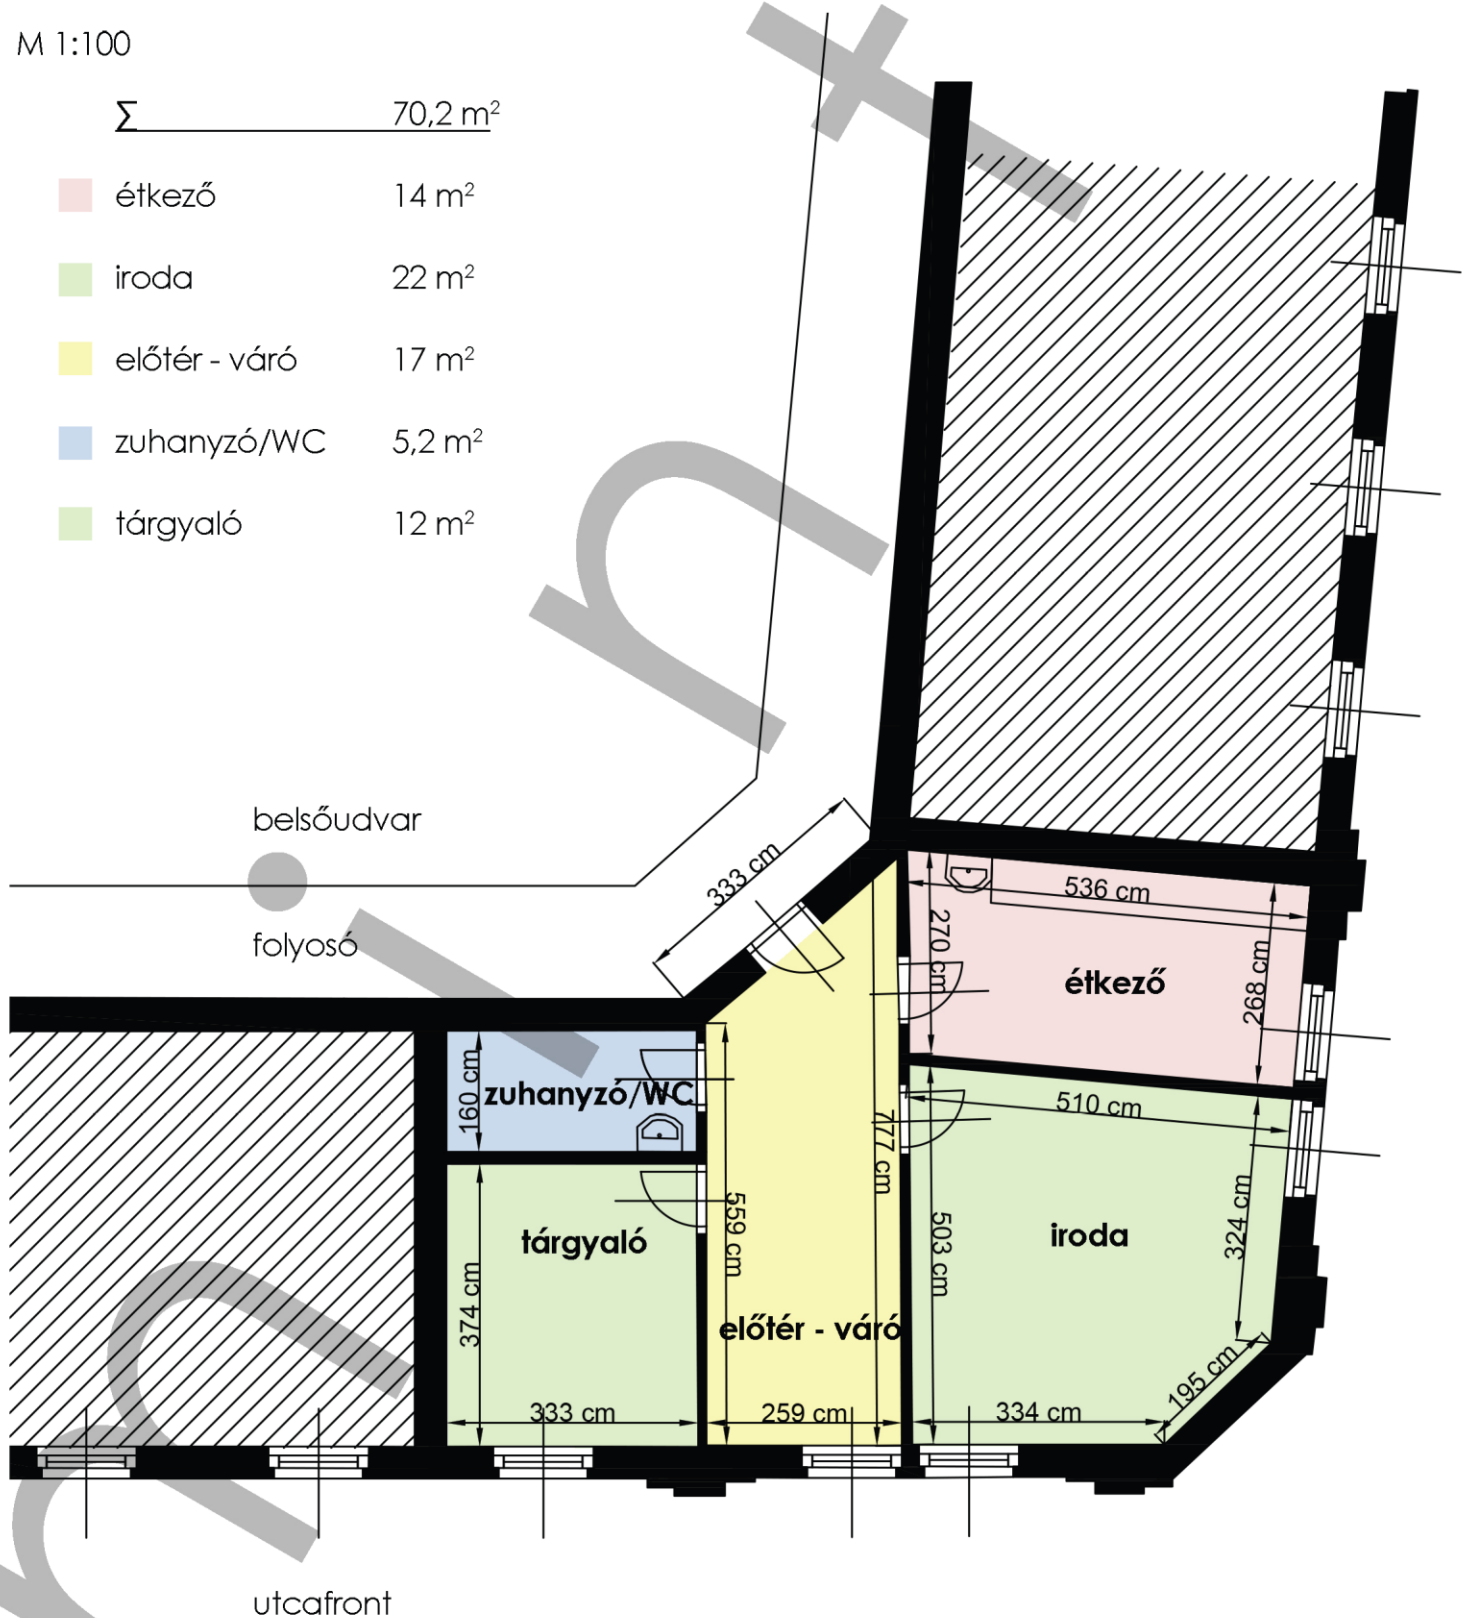 M 1:100
Σ 70,2 m²
étkező 14 m²
iroda 22 m²
előtér - váró 17 m²
zuhanyzó/WC 5,2 m²
tárgyaló 12 m²
belsőudvar
folyosó
333 cm
536 cm
270 cm
étkező
268 cm
160 cm
zuhanyzó/WC
510 cm
777 cm
559 cm
503 cm
324 cm
tárgyaló
iroda
374 cm
előtér - váró
195 cm
333 cm
259 cm
334 cm
utcafront